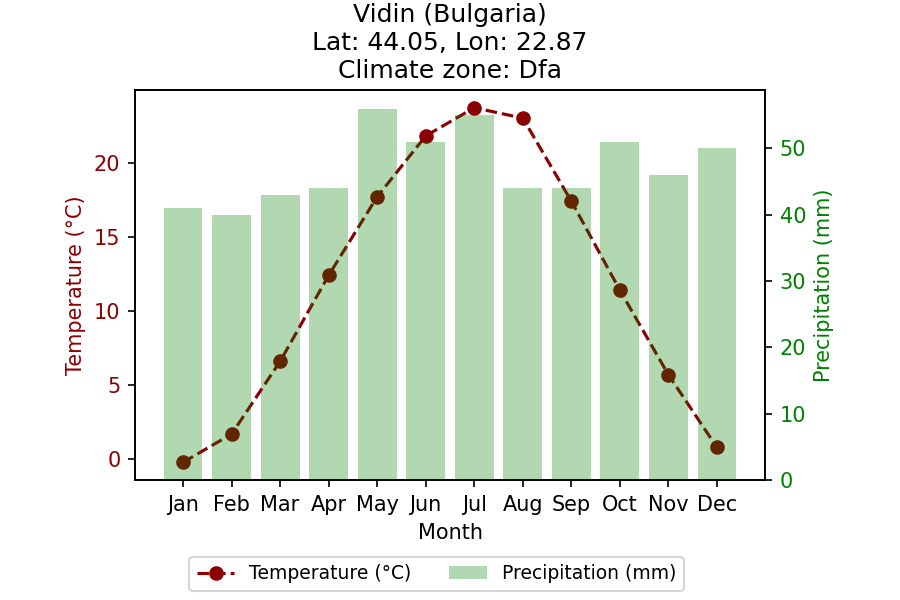 Vidin (Bulgaria)
Lat: 44.05, Lon: 22.87
Climate zone: Dfa
Temperature (°C)
20
15
10
5
0
Precipitation (mm)
50
40
30
20
10
0
Jan Feb Mar Apr May Jun Jul Aug Sep Oct Nov Dec
Month
Temperature (°C) Precipitation (mm)